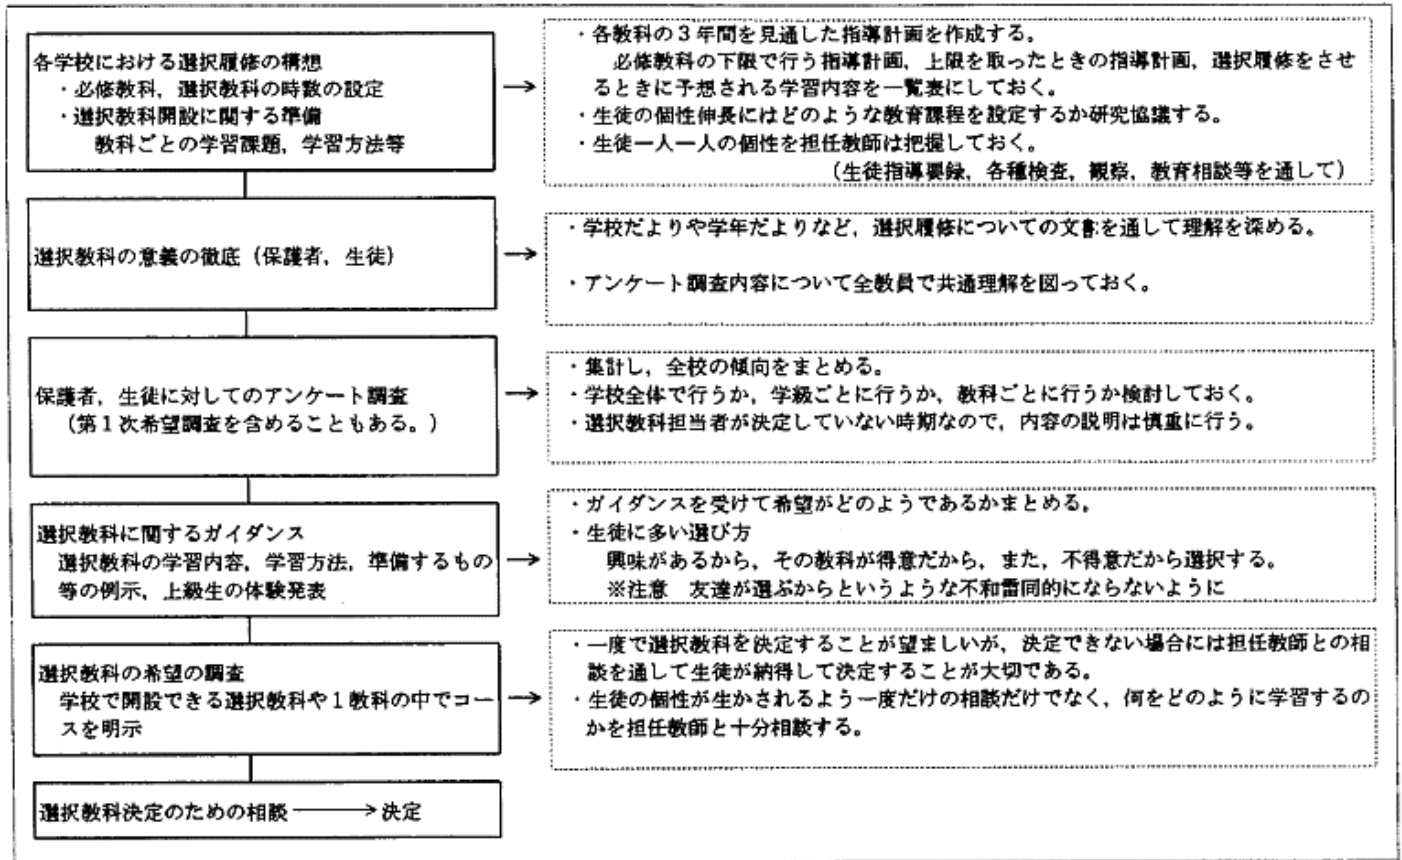 各学校における選択履修の構想
・必修教科，選択教科の時数の設定
・選択教科開設に関する準備
教科ごとの学習課題，学習方法等
・各教科の３年間を見通した指導計画を作成する。
必修教科の下限で行う指導計画，上限を取ったときの指導計画，選択履修をさせ
るときに予想される学習内容を一覧表にしておく。
・生徒の個性伸長にはどのような教育課程を設定するか研究協議する。
・生徒一人一人の個性を担任教師は把握しておく。
（生徒指導要録，各種検査，観察，教育相談等を通して）
選択教科の意義の徹底（保護者，生徒）
・学校だよりや学年だよりなど，選択履修についての文書を通して理解を深める。
・アンケート調査内容について全教員で共通理解を図っておく。
保護者，生徒に対してのアンケート調査
（第１次希望調査を含めることもある。）
・集計し，全校の傾向をまとめる。
・学校全体で行うか，学級ごとに行うか，教科ごとに行うか検討しておく。
・選択教科担当者が決定していない時期なので，内容の説明は慎重に行う。
選択教科に関するガイダンス
選択教科の学習内容，学習方法，準備するもの
等の例示，上級生の体験発表
・ガイダンスを受けて希望がどのようであるかまとめる。
・生徒に多い選び方
興味があるから，その教科が得意だから，また，不得意だから選択する。
※注意　友達が選ぶからというような不和雷同的にならないように
選択教科の希望の調査
学校で開設できる選択教科や１教科の中でコー
スを明示
・一度で選択教科を決定することが望ましいが，決定できない場合には担任教師との相
談を通して生徒が納得して決定することが大切である。
・生徒の個性が生かされるよう一度だけの相談だけでなく，何をどのように学習するの
かを担任教師と十分相談する。
選択教科決定のための相談 ───→ 決定